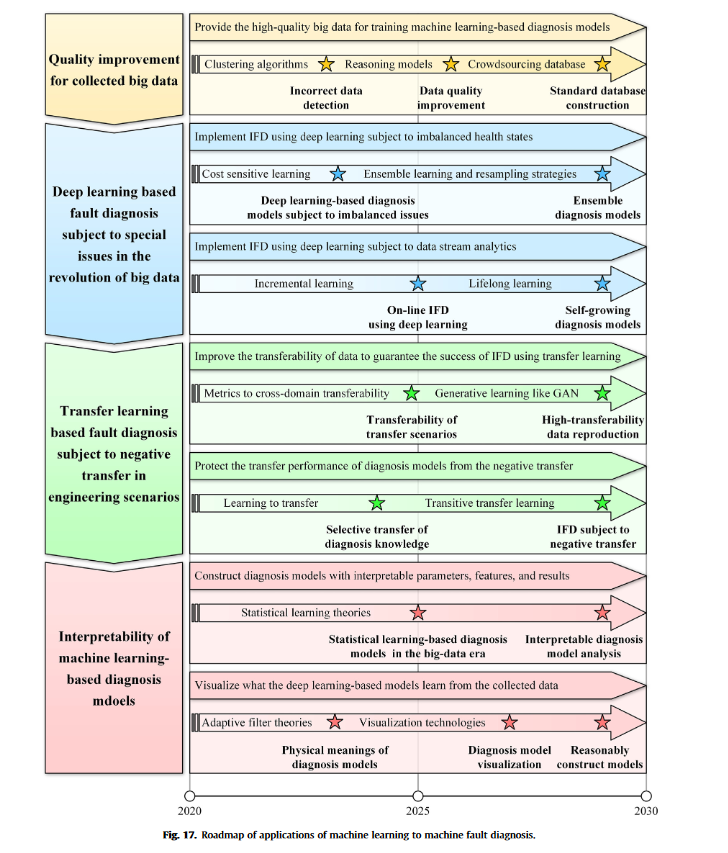 Quality improvement
for collected big data
Provide the high-quality big data for training machine learning-based diagnosis models
Clustering algorithms
Reasoning models
Crowdsourcing database
Incorrect data
detection
Data quality
improvement
Standard database
construction
Deep learning based
fault diagnosis
subject to special
issues in the
revolution of big data
Implement IFD using deep learning subject to imbalanced health states
Cost sensitive learning
Ensemble learning and resampling strategies
Deep learning-based diagnosis
models subject to imbalanced issues
Ensemble
diagnosis models
Implement IFD using deep learning subject to data stream analytics
Incremental learning
Lifelong learning
On-line IFD
using deep learning
Self-growing
diagnosis models
Transfer learning
based fault diagnosis
subject to negative
transfer in
engineering scenarios
Improve the transferability of data to guarantee the success of IFD using transfer learning
Metrics to cross-domain transferability
Generative learning like GAN
Transferability of
transfer scenarios
High-transferability
data reproduction
Protect the transfer performance of diagnosis models from the negative transfer
Learning to transfer
Transitive transfer learning
Selective transfer of
diagnosis knowledge
IFD subject to
negative transfer
Interpretability of
machine learning-
based diagnosis
mdoels
Construct diagnosis models with interpretable parameters, features, and results
Statistical learning theories
Statistical learning-based diagnosis
models in the big-data era
Interpretable diagnosis
model analysis
Visualize what the deep learning-based models learn from the collected data
Adaptive filter theories
Visualization technologies
Physical meanings of
diagnosis models
Diagnosis model
visualization
Reasonably
construct models
2020
2025
2030
Fig. 17. Roadmap of applications of machine learning to machine fault diagnosis.